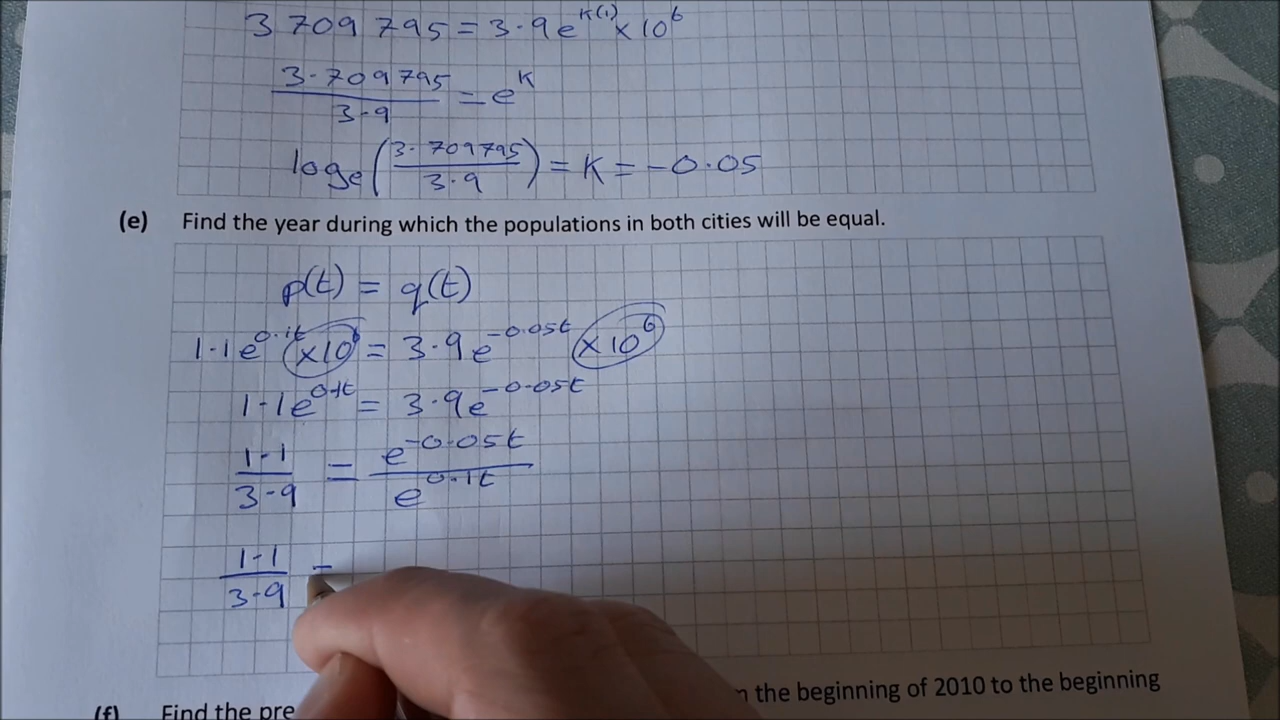 3 709 795 = 3.9e^{k(1)} × 10^6
3.709795 / 3.9 = e^k
log_e(3.709795 / 3.9) = k = -0.05
(e) Find the year during which the populations in both cities will be equal.
p(t) = q(t)
1.1e^{0.1t} × 10^6 = 3.9e^{-0.05t} × 10^6
1.1e^{0.1t} = 3.9e^{-0.05t}
1.1 / 3.9 = e^{-0.05t} / e^{0.1t}
1.1 / 3.9 =
(f) Find the the beginning of 2010 to the beginning